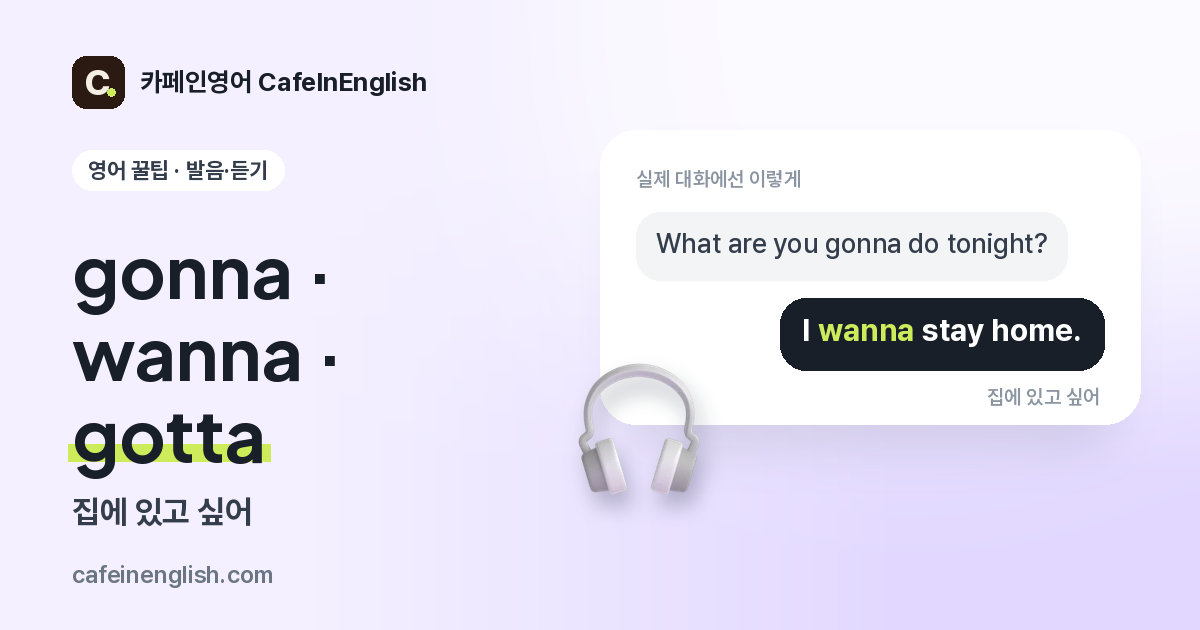 C
카페인영어 CafeInEnglish
영어 꿀팁 · 발음·듣기
gonna ·
wanna ·
gotta
집에 있고 싶어
cafeinenglish.com
실제 대화에선 이렇게
What are you gonna do tonight?
I wanna stay home.
집에 있고 싶어